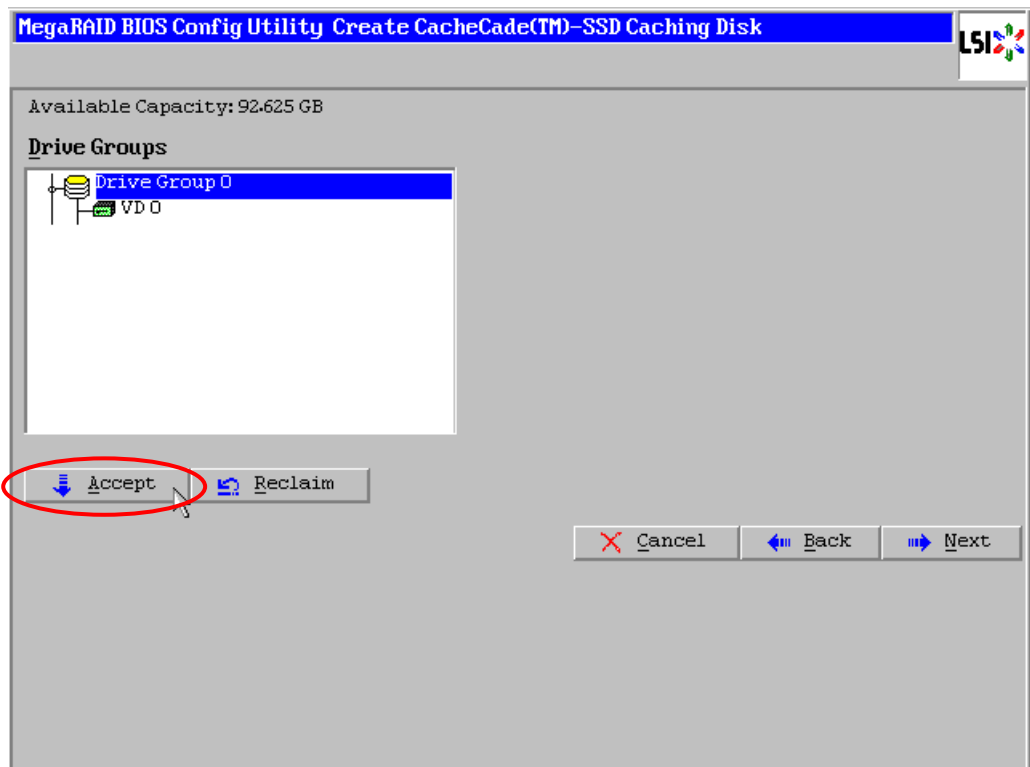 MegaRAID BIOS Config Utility Create CacheCade(TM)-SSD Caching Disk
LSI
Available Capacity: 92.625 GB
Drive Groups
Drive Group 0
VD 0
Accept
Reclaim
Cancel
Back
Next